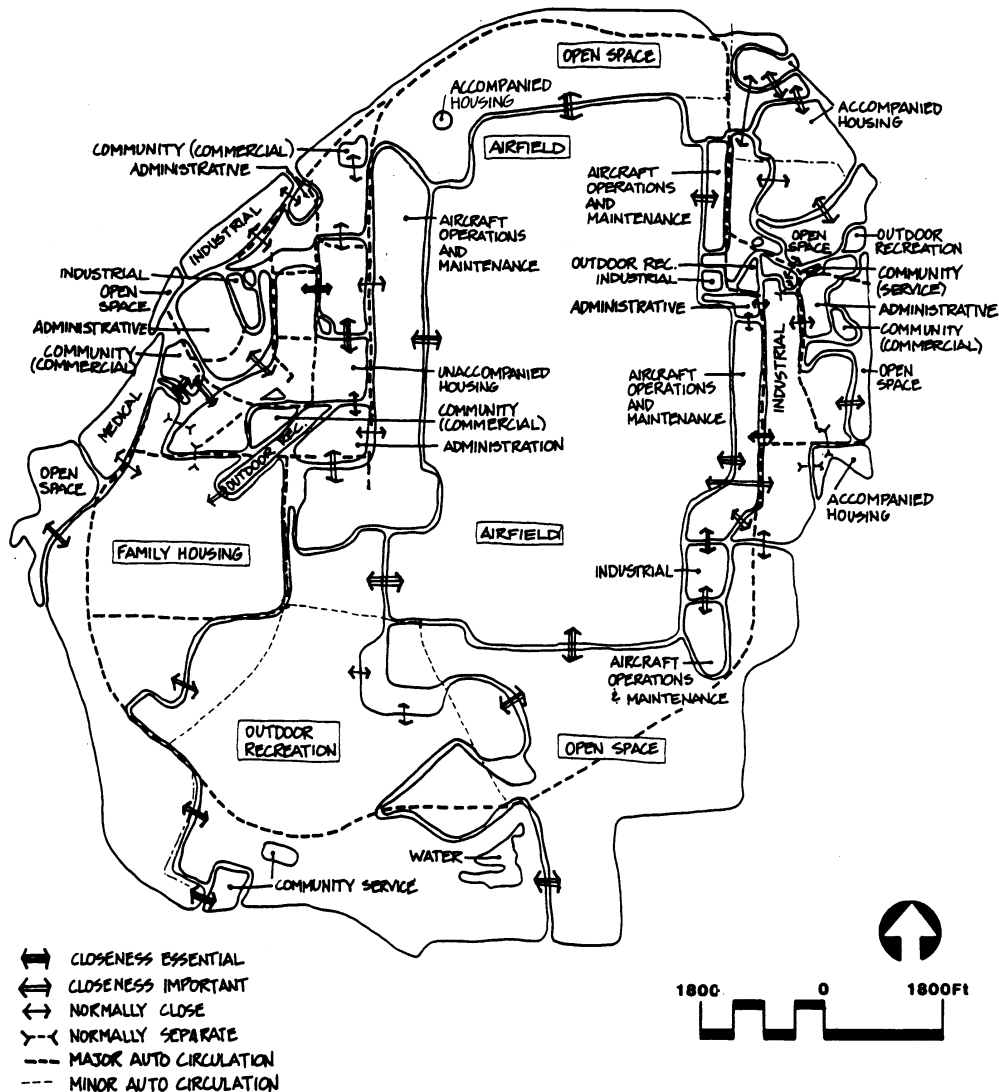 OPEN SPACE
ACCOMPANIED
HOUSING
ACCOMPANIED
HOUSING
COMMUNITY (COMMERCIAL)
ADMINISTRATIVE
AIRFIELD
AIRCRAFT
OPERATIONS
AND
MAINTENANCE
INDUSTRIAL
AIRCRAFT
OPERATIONS
AND
MAINTENANCE
OPEN
SPACE
OUTDOOR
RECREATION
INDUSTRIAL
OPEN
SPACE
ADMINISTRATIVE
COMMUNITY
(COMMERCIAL)
OUTDOOR REC.
INDUSTRIAL
ADMINISTRATIVE
COMMUNITY
(SERVICE)
ADMINISTRATIVE
COMMUNITY
(COMMERCIAL)
INDUSTRIAL
OPEN
SPACE
UNACCOMPANIED
HOUSING
AIRCRAFT
OPERATIONS
AND
MAINTENANCE
MEDICAL
COMMUNITY
(COMMERCIAL)
ADMINISTRATION
OUTDOOR REC.
OPEN
SPACE
ACCOMPANIED
HOUSING
FAMILY HOUSING
AIRFIELD
INDUSTRIAL
AIRCRAFT
OPERATIONS
& MAINTENANCE
OUTDOOR
RECREATION
OPEN SPACE
WATER
COMMUNITY SERVICE
CLOSENESS ESSENTIAL
CLOSENESS IMPORTANT
NORMALLY CLOSE
NORMALLY SEPARATE
MAJOR AUTO CIRCULATION
MINOR AUTO CIRCULATION
1800 0 1800Ft